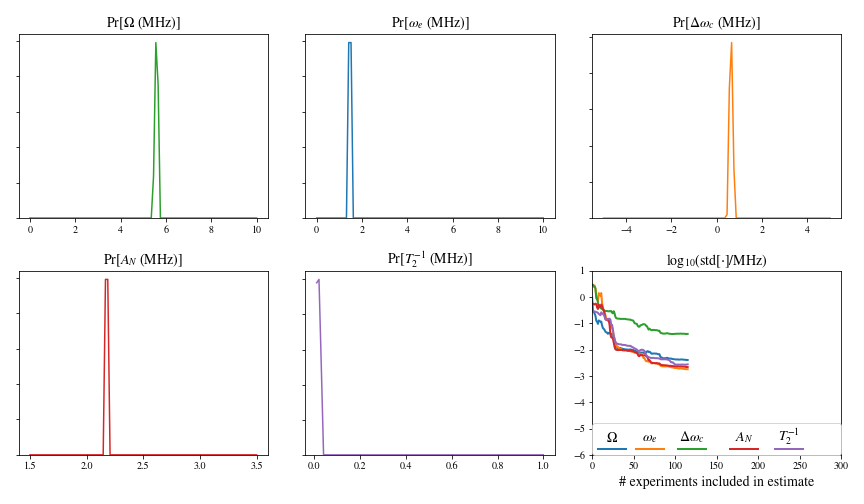 Pr[Ω (MHz)] Pr[ω_e (MHz)] Pr[Δω_c (MHz)]
0 2 4 6 8 10 0 2 4 6 8 10 −4 −2 0 2 4
Pr[A_N (MHz)] Pr[T_2^{-1} (MHz)] log_10(std[·]/MHz)
1
0
−1
−2
−3
−4
−5
−6
Ω ω_e Δω_c A_N T_2^{-1}
1.5 2.0 2.5 3.0 3.5 0.0 0.2 0.4 0.6 0.8 1.0 0 50 100 150 200 250 300
# experiments included in estimate